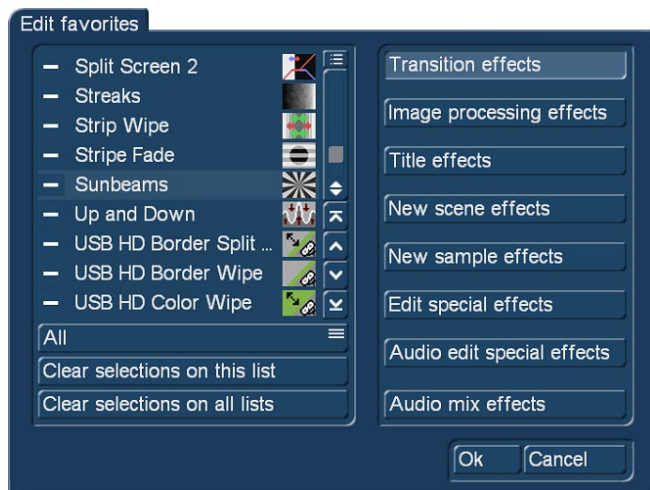 Edit favorites
Split Screen 2
Streaks
Strip Wipe
Stripe Fade
Sunbeams
Up and Down
USB HD Border Split ...
USB HD Border Wipe
USB HD Color Wipe
All
Clear selections on this list
Clear selections on all lists
Transition effects
Image processing effects
Title effects
New scene effects
New sample effects
Edit special effects
Audio edit special effects
Audio mix effects
Ok
Cancel